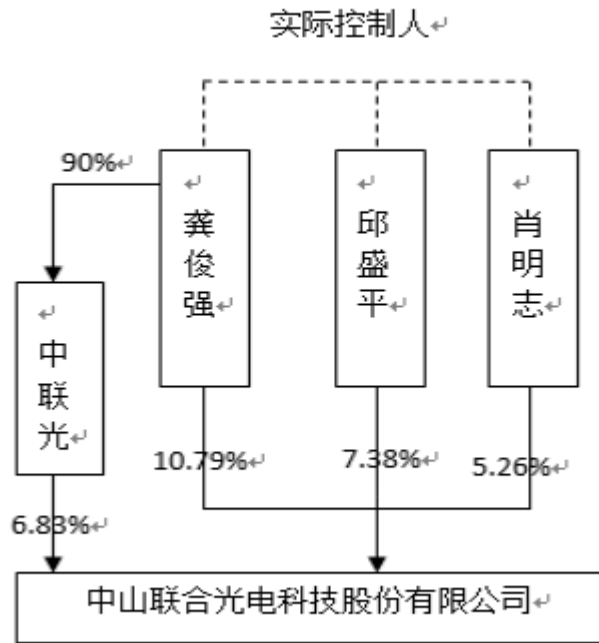 实际控制人
90%
龚俊强
邱盛平
肖明志
中联光
10.79%
7.38%
5.26%
6.83%
中山联合光电科技股份有限公司